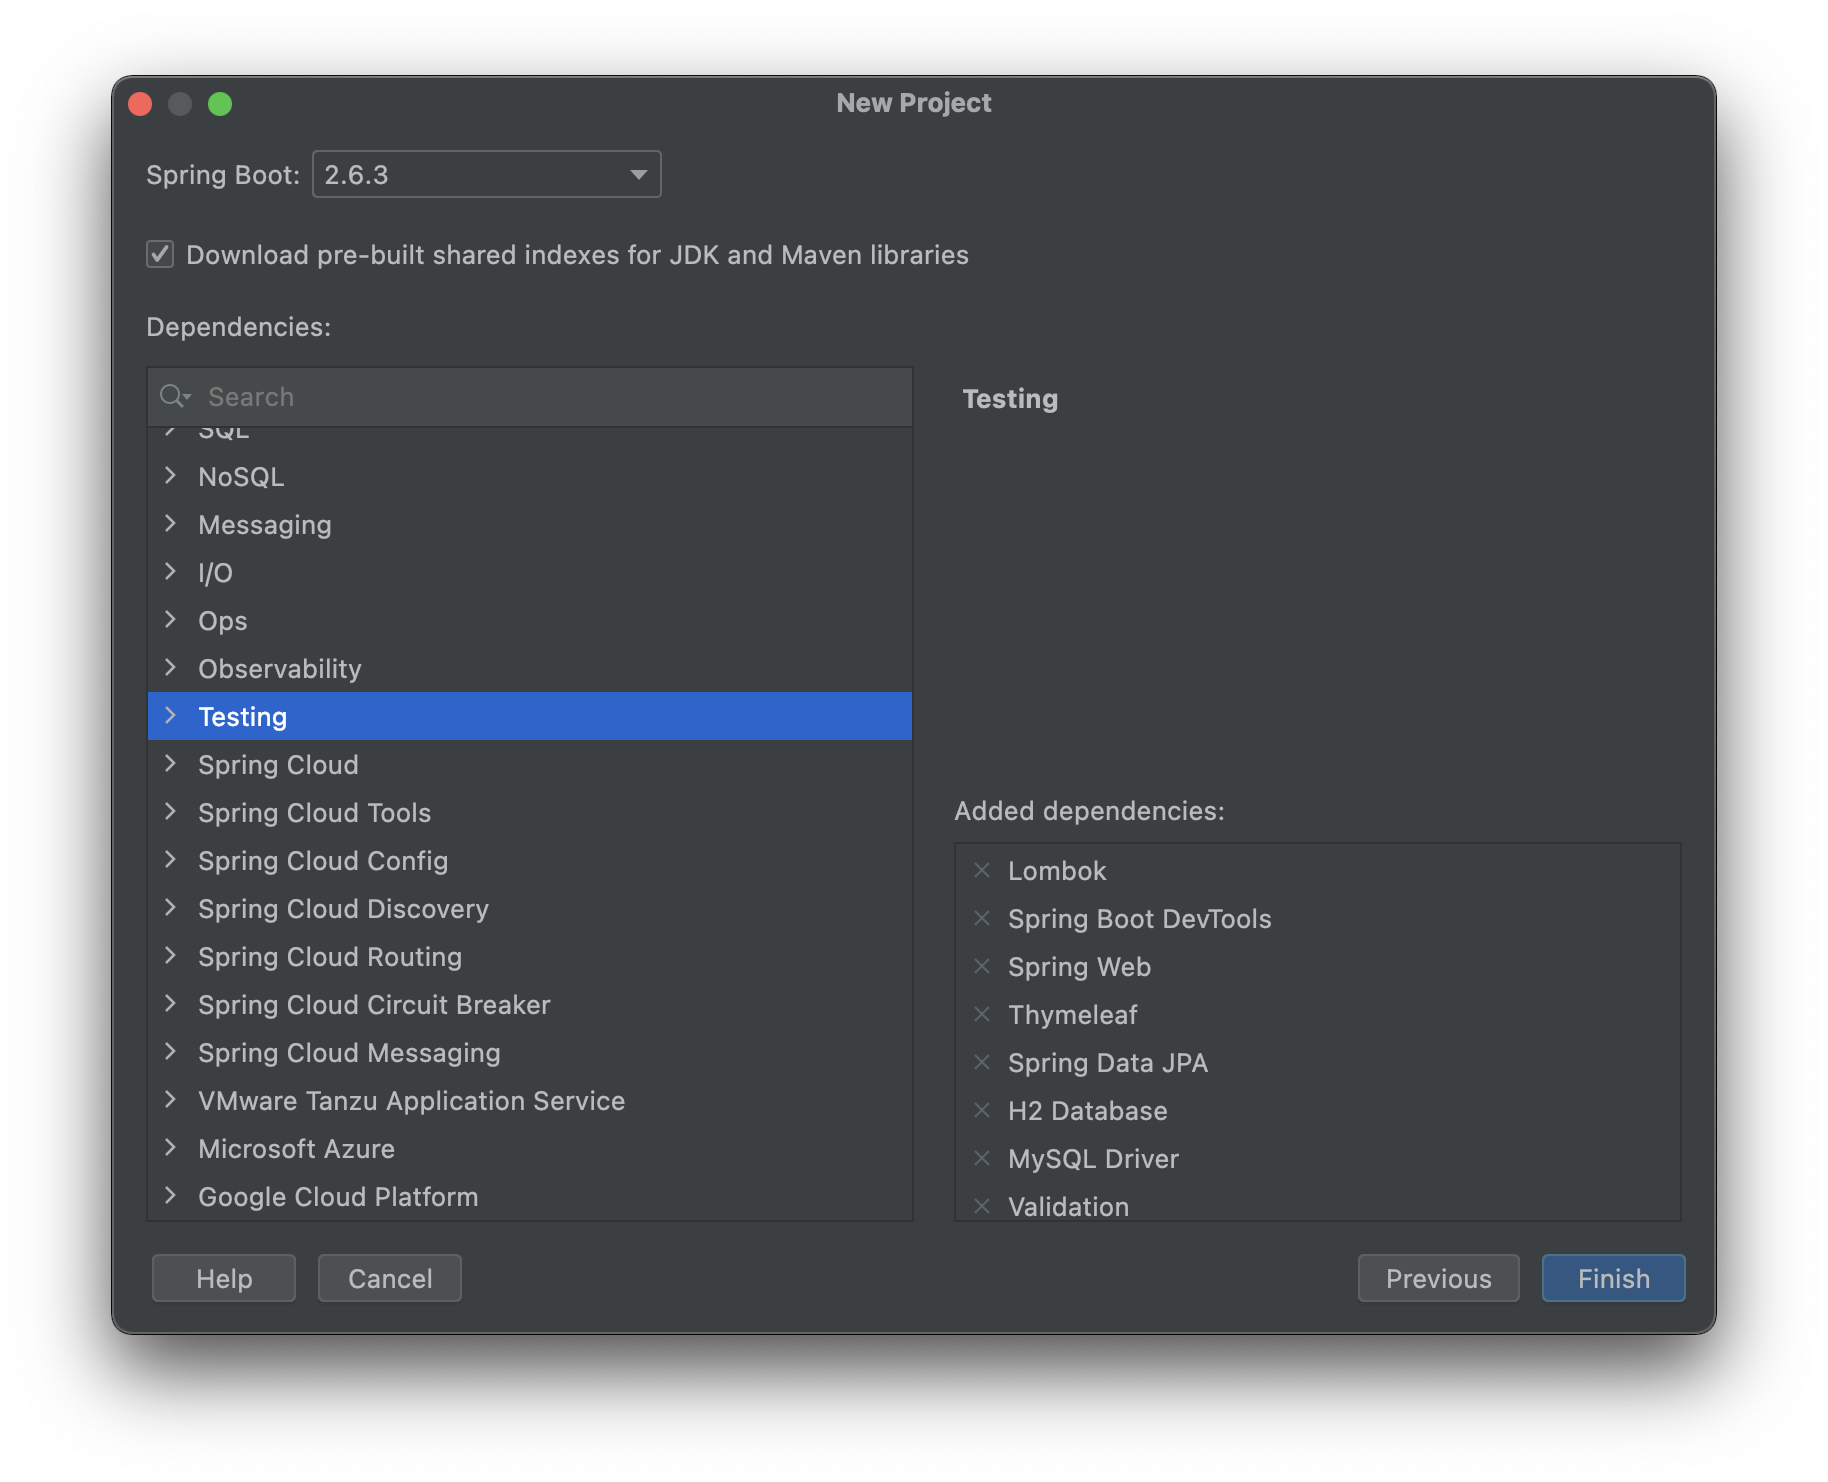 New Project
Spring Boot: 2.6.3
Download pre-built shared indexes for JDK and Maven libraries
Dependencies:
Search
SQL
NoSQL
Messaging
I/O
Ops
Observability
Testing
Spring Cloud
Spring Cloud Tools
Spring Cloud Config
Spring Cloud Discovery
Spring Cloud Routing
Spring Cloud Circuit Breaker
Spring Cloud Messaging
VMware Tanzu Application Service
Microsoft Azure
Google Cloud Platform
Testing
Added dependencies:
Lombok
Spring Boot DevTools
Spring Web
Thymeleaf
Spring Data JPA
H2 Database
MySQL Driver
Validation
Help
Cancel
Previous
Finish